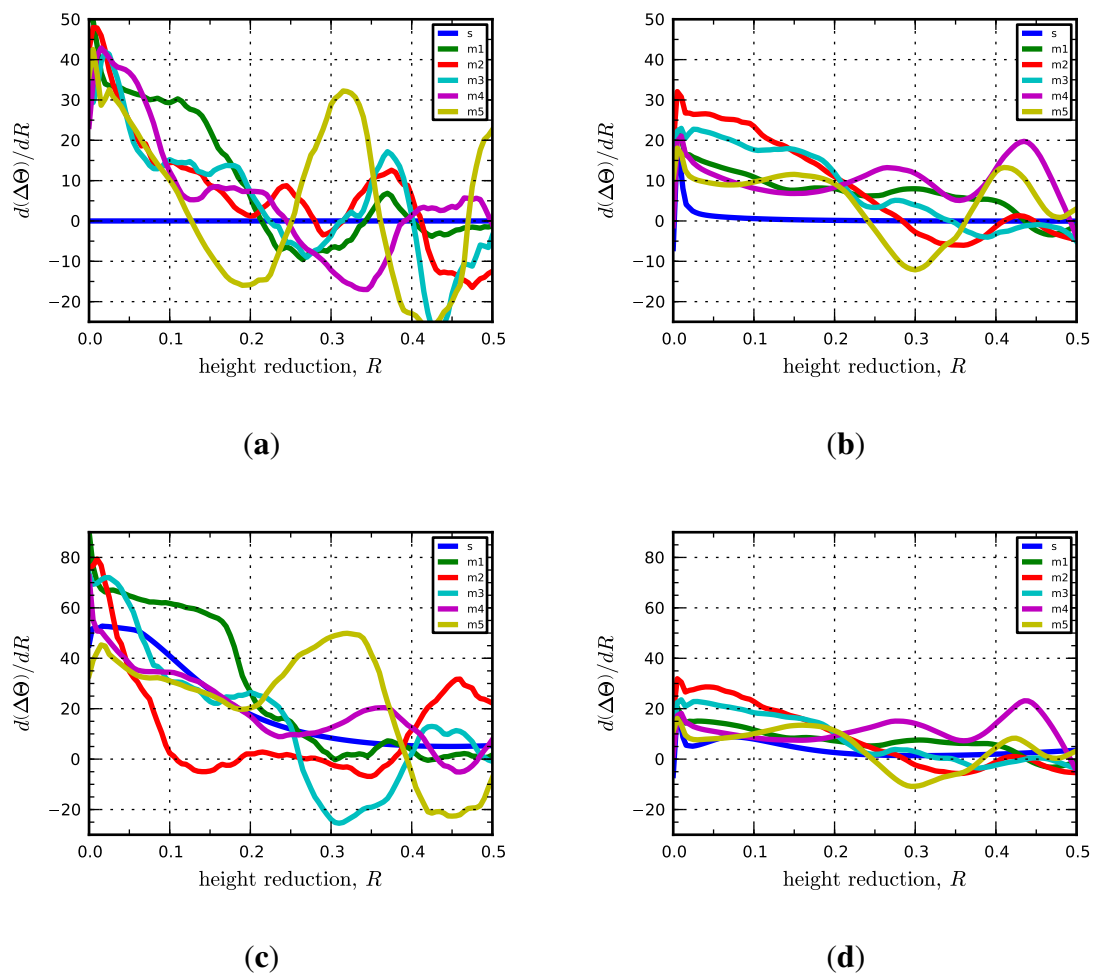 50
40
30
20
10
0
−10
−20
d(ΔΘ)/dR
0.0 0.1 0.2 0.3 0.4 0.5
height reduction, R
s
m1
m2
m3
m4
m5
(a)
50
40
30
20
10
0
−10
−20
d(ΔΘ)/dR
0.0 0.1 0.2 0.3 0.4 0.5
height reduction, R
s
m1
m2
m3
m4
m5
(b)
80
60
40
20
0
−20
d(ΔΘ)/dR
0.0 0.1 0.2 0.3 0.4 0.5
height reduction, R
s
m1
m2
m3
m4
m5
(c)
80
60
40
20
0
−20
d(ΔΘ)/dR
0.0 0.1 0.2 0.3 0.4 0.5
height reduction, R
s
m1
m2
m3
m4
m5
(d)